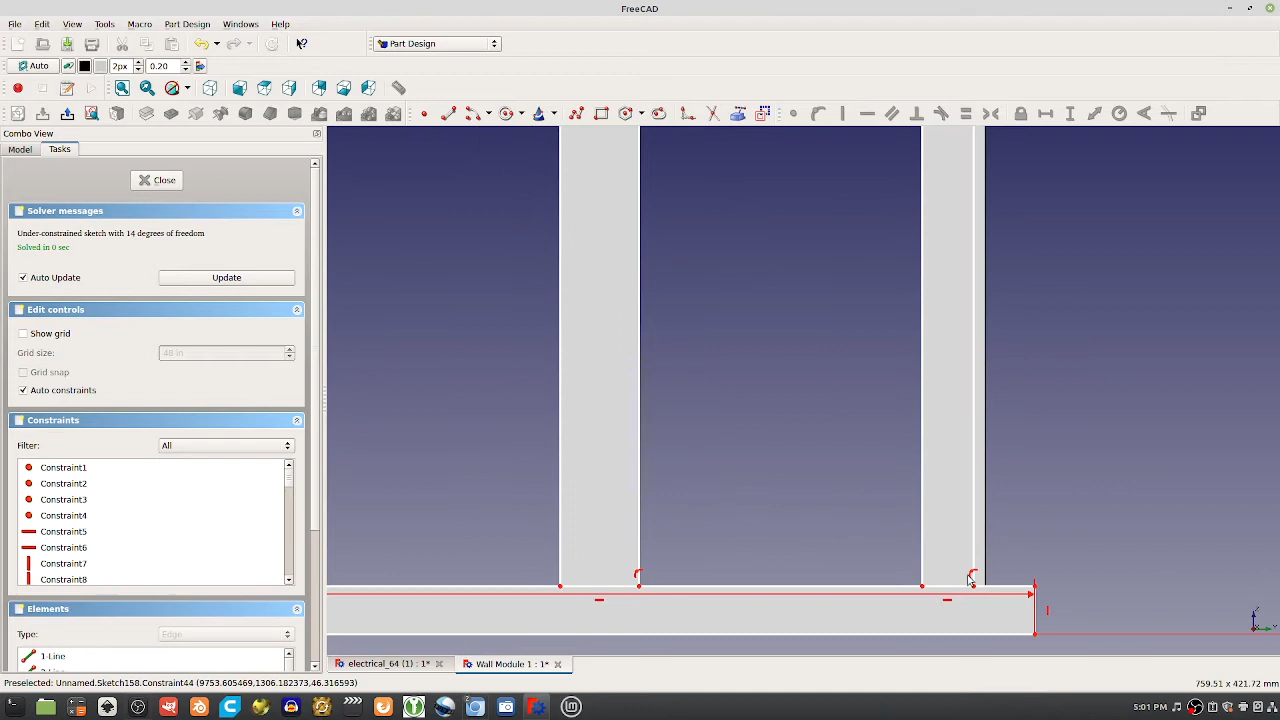 FreeCAD
File Edit View Tools Macro Part Design Windows Help
Part Design
Auto 2px 0.20
Combo View
Model Tasks
Close
Solver messages
Under-constrained sketch with 14 degrees of freedom
Solved in 0 sec
Auto Update Update
Edit controls
Show grid
Grid size: 48 in
Grid snap
Auto constraints
Constraints
Filter: All
Constraint1
Constraint2
Constraint3
Constraint4
Constraint5
Constraint6
Constraint7
Constraint8
Elements
Type: Edge
1-Line
electrical_64 (1) : 1* Wall Module 1 : 1*
Preselected: Unnamed.Sketch158.Constraint44 (9753.605469,1306.182373,46.316593) 759.51 x 421.72 mm
5:01 PM